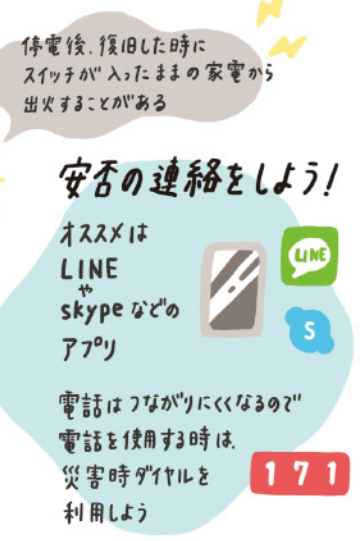 停電後、復旧した時に
スイッチが入ったままの家電から
出火することがある
安否の連絡をしよう!
オススメは
LINE
や
skypeなどの
アプリ
LINE
S
電話はつながりにくくなるので
電話を使用する時は、
災害時ダイヤルを
利用しよう
171